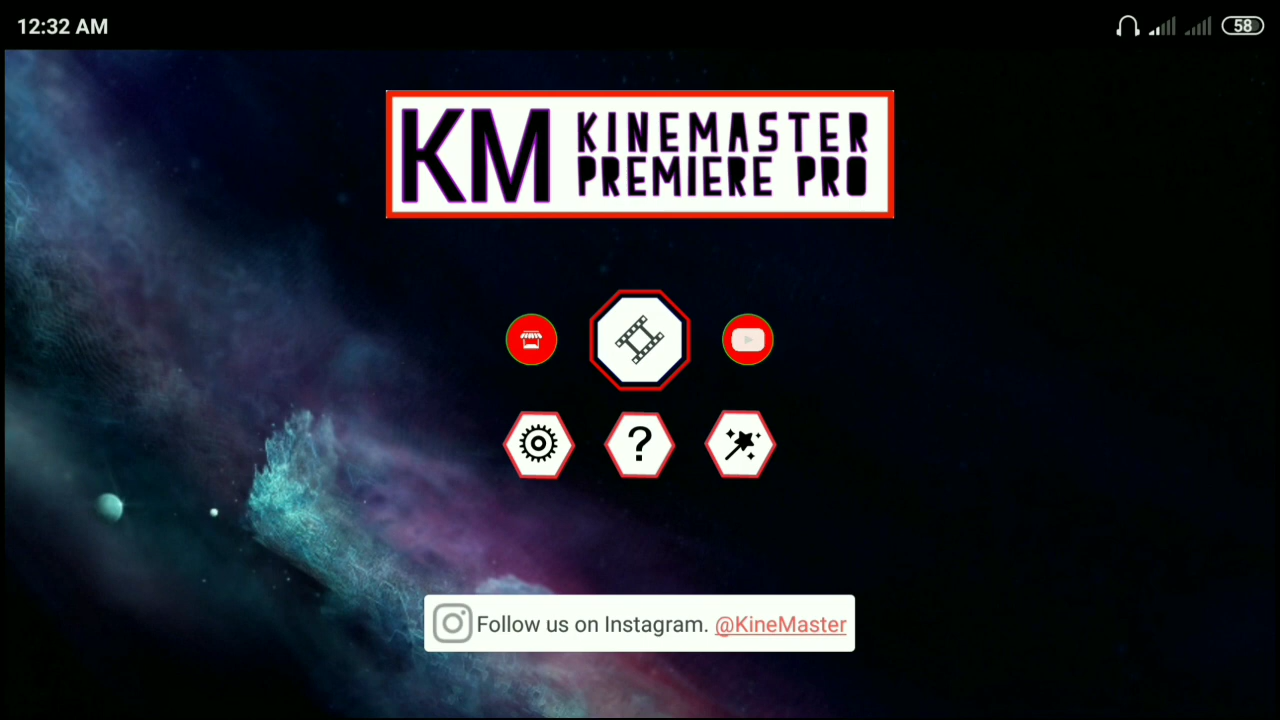 12:32 AM
58
KM
KINEMASTER
PREMIERE PRO
?
Follow us on Instagram. @KineMaster